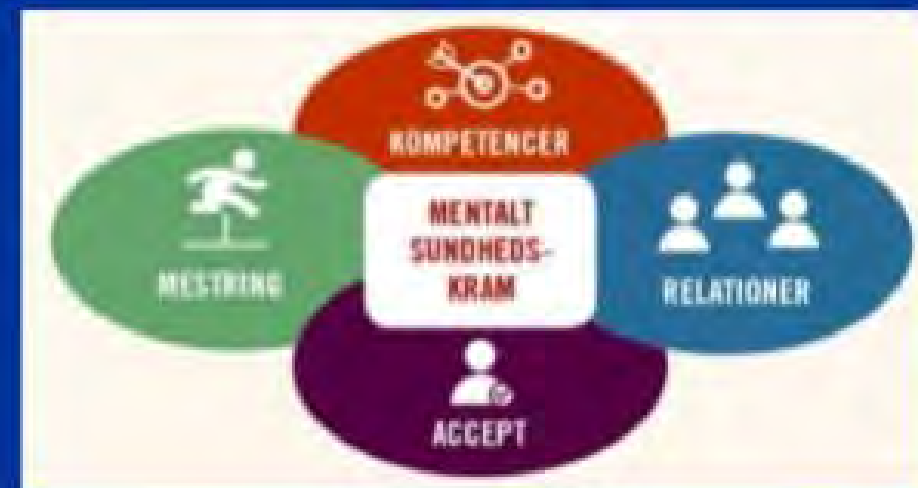 KOMPETENCER
MESTRING
MENTALT
SUNDHEDS-
KRAM
RELATIONER
ACCEPT